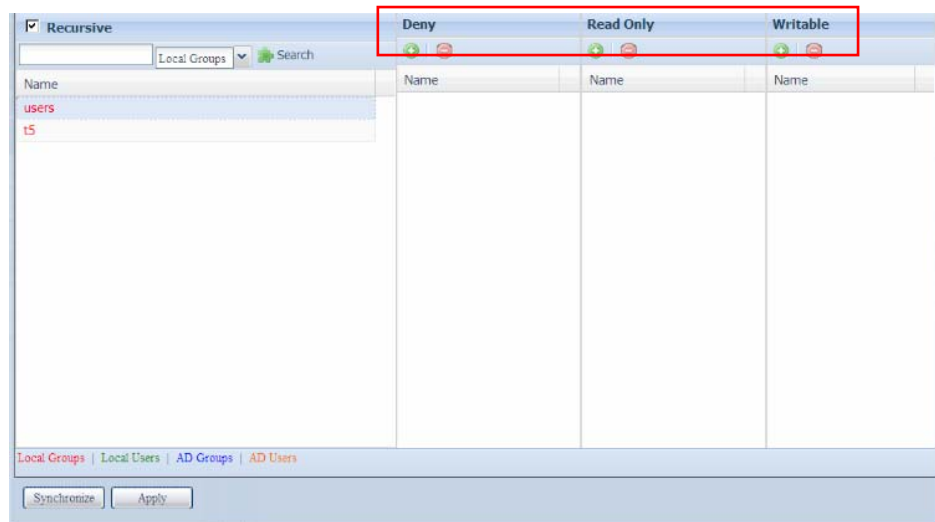 Recursive
Deny
Read Only
Writable
Local Groups
Search
Name
Name
Name
Name
users
t5
Local Groups | Local Users | AD Groups | AD Users
Synchronize
Apply